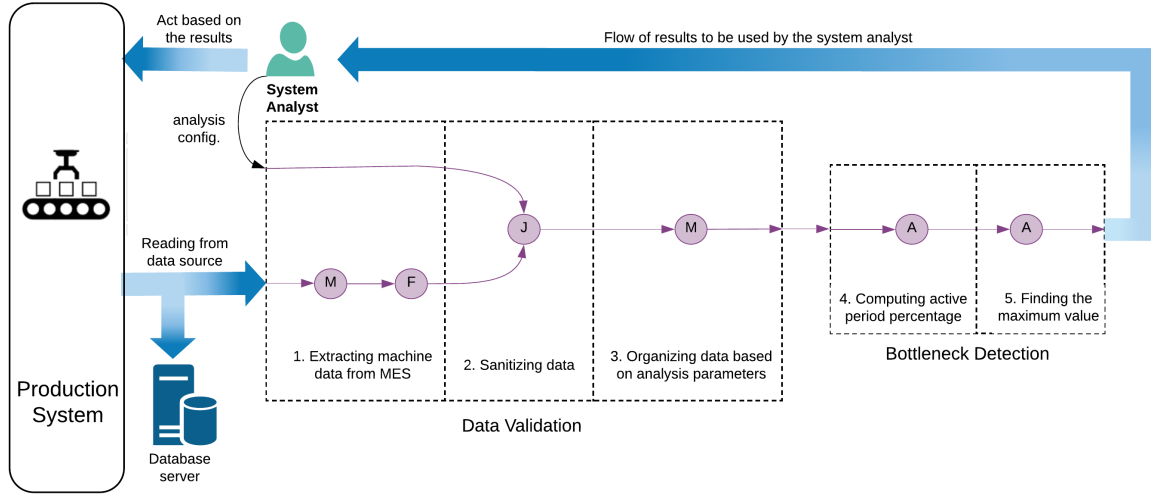 Act based on
the results
Flow of results to be used by the system analyst
System
Analyst
analysis
config.
J
M
A
A
Reading from
data source
M
F
4. Computing active
period percentage
5. Finding the
maximum value
1. Extracting machine
data from MES
2. Sanitizing data
3. Organizing data based
on analysis parameters
Bottleneck Detection
Production
System
Data Validation
Database
server